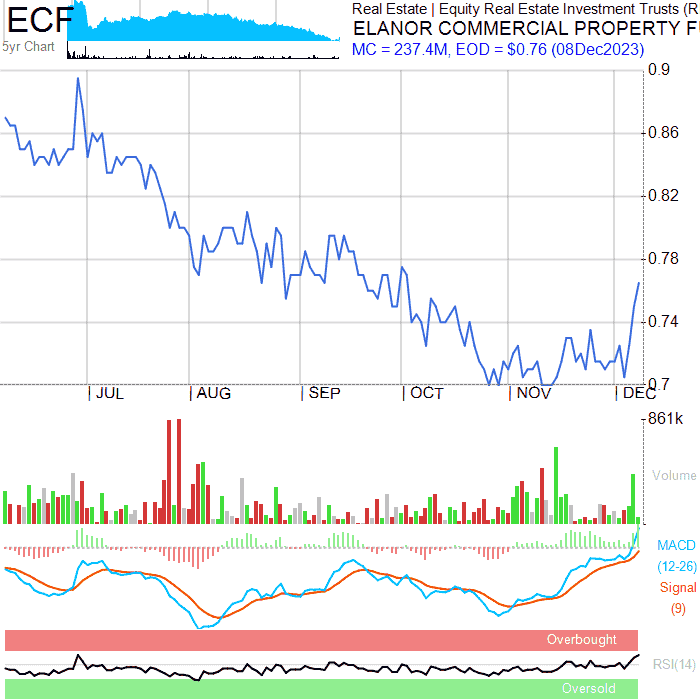 ECF
5yr Chart
Real Estate | Equity Real Estate Investment Trusts (R
ELANOR COMMERCIAL PROPERTY F
MC = 237.4M, EOD = $0.76 (08Dec2023)
0.9
0.86
0.82
0.78
0.74
0.7
JUL AUG SEP OCT NOV DEC
861k
Volume
MACD
(12-26)
Signal
(9)
Overbought
RSI(14)
Oversold